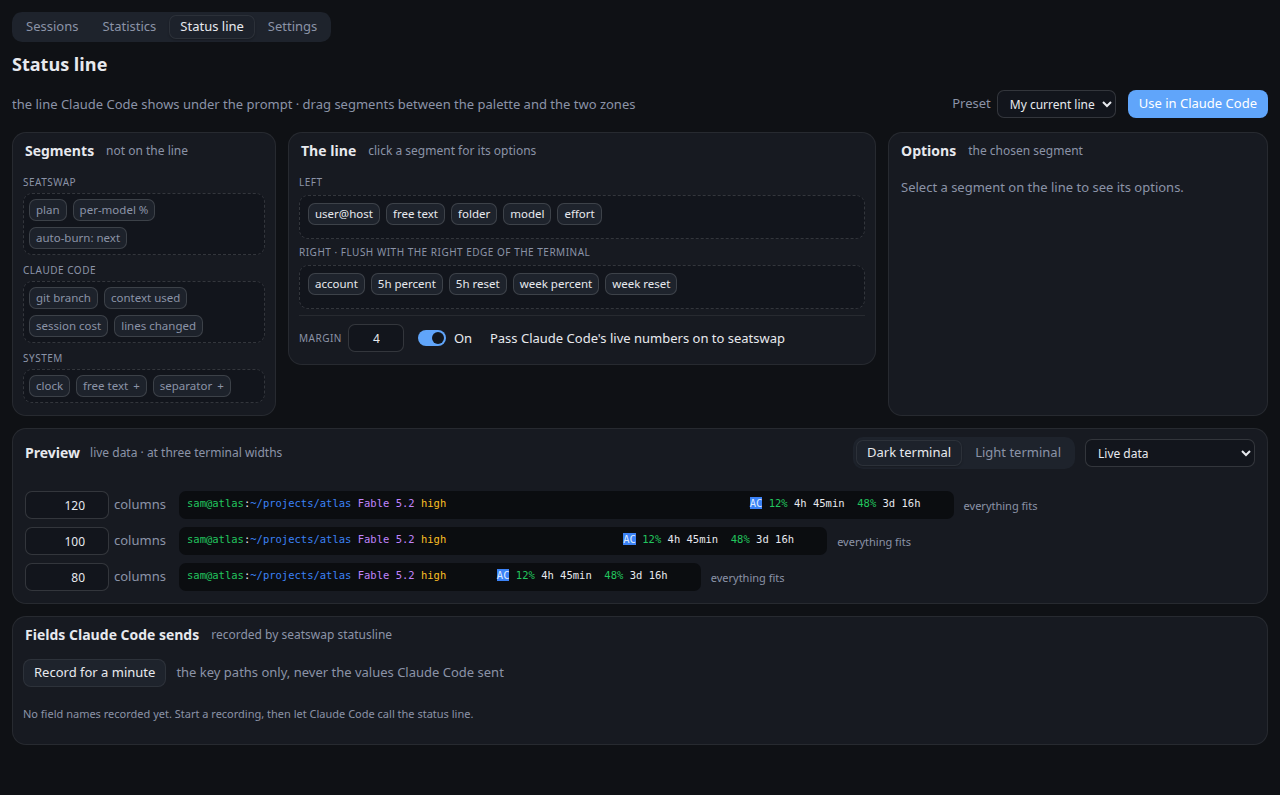 Sessions Statistics Status line Settings
Status line
the line Claude Code shows under the prompt · drag segments between the palette and the two zones
Preset My current line Use in Claude Code
Segments not on the line
SEATSWAP
plan per-model %
auto-burn: next
CLAUDE CODE
git branch context used
session cost lines changed
SYSTEM
clock free text + separator +
The line click a segment for its options
LEFT
user@host free text folder model effort
RIGHT · FLUSH WITH THE RIGHT EDGE OF THE TERMINAL
account 5h percent 5h reset week percent week reset
MARGIN 4 On Pass Claude Code's live numbers on to seatswap
Options the chosen segment
Select a segment on the line to see its options.
Preview live data · at three terminal widths
Dark terminal Light terminal Live data
120 columns sam@atlas:~/projects/atlas Fable 5.2 high AC 12% 4h 45min 48% 3d 16h everything fits
100 columns sam@atlas:~/projects/atlas Fable 5.2 high AC 12% 4h 45min 48% 3d 16h everything fits
80 columns sam@atlas:~/projects/atlas Fable 5.2 high AC 12% 4h 45min 48% 3d 16h everything fits
Fields Claude Code sends recorded by seatswap statusline
Record for a minute the key paths only, never the values Claude Code sent
No field names recorded yet. Start a recording, then let Claude Code call the status line.